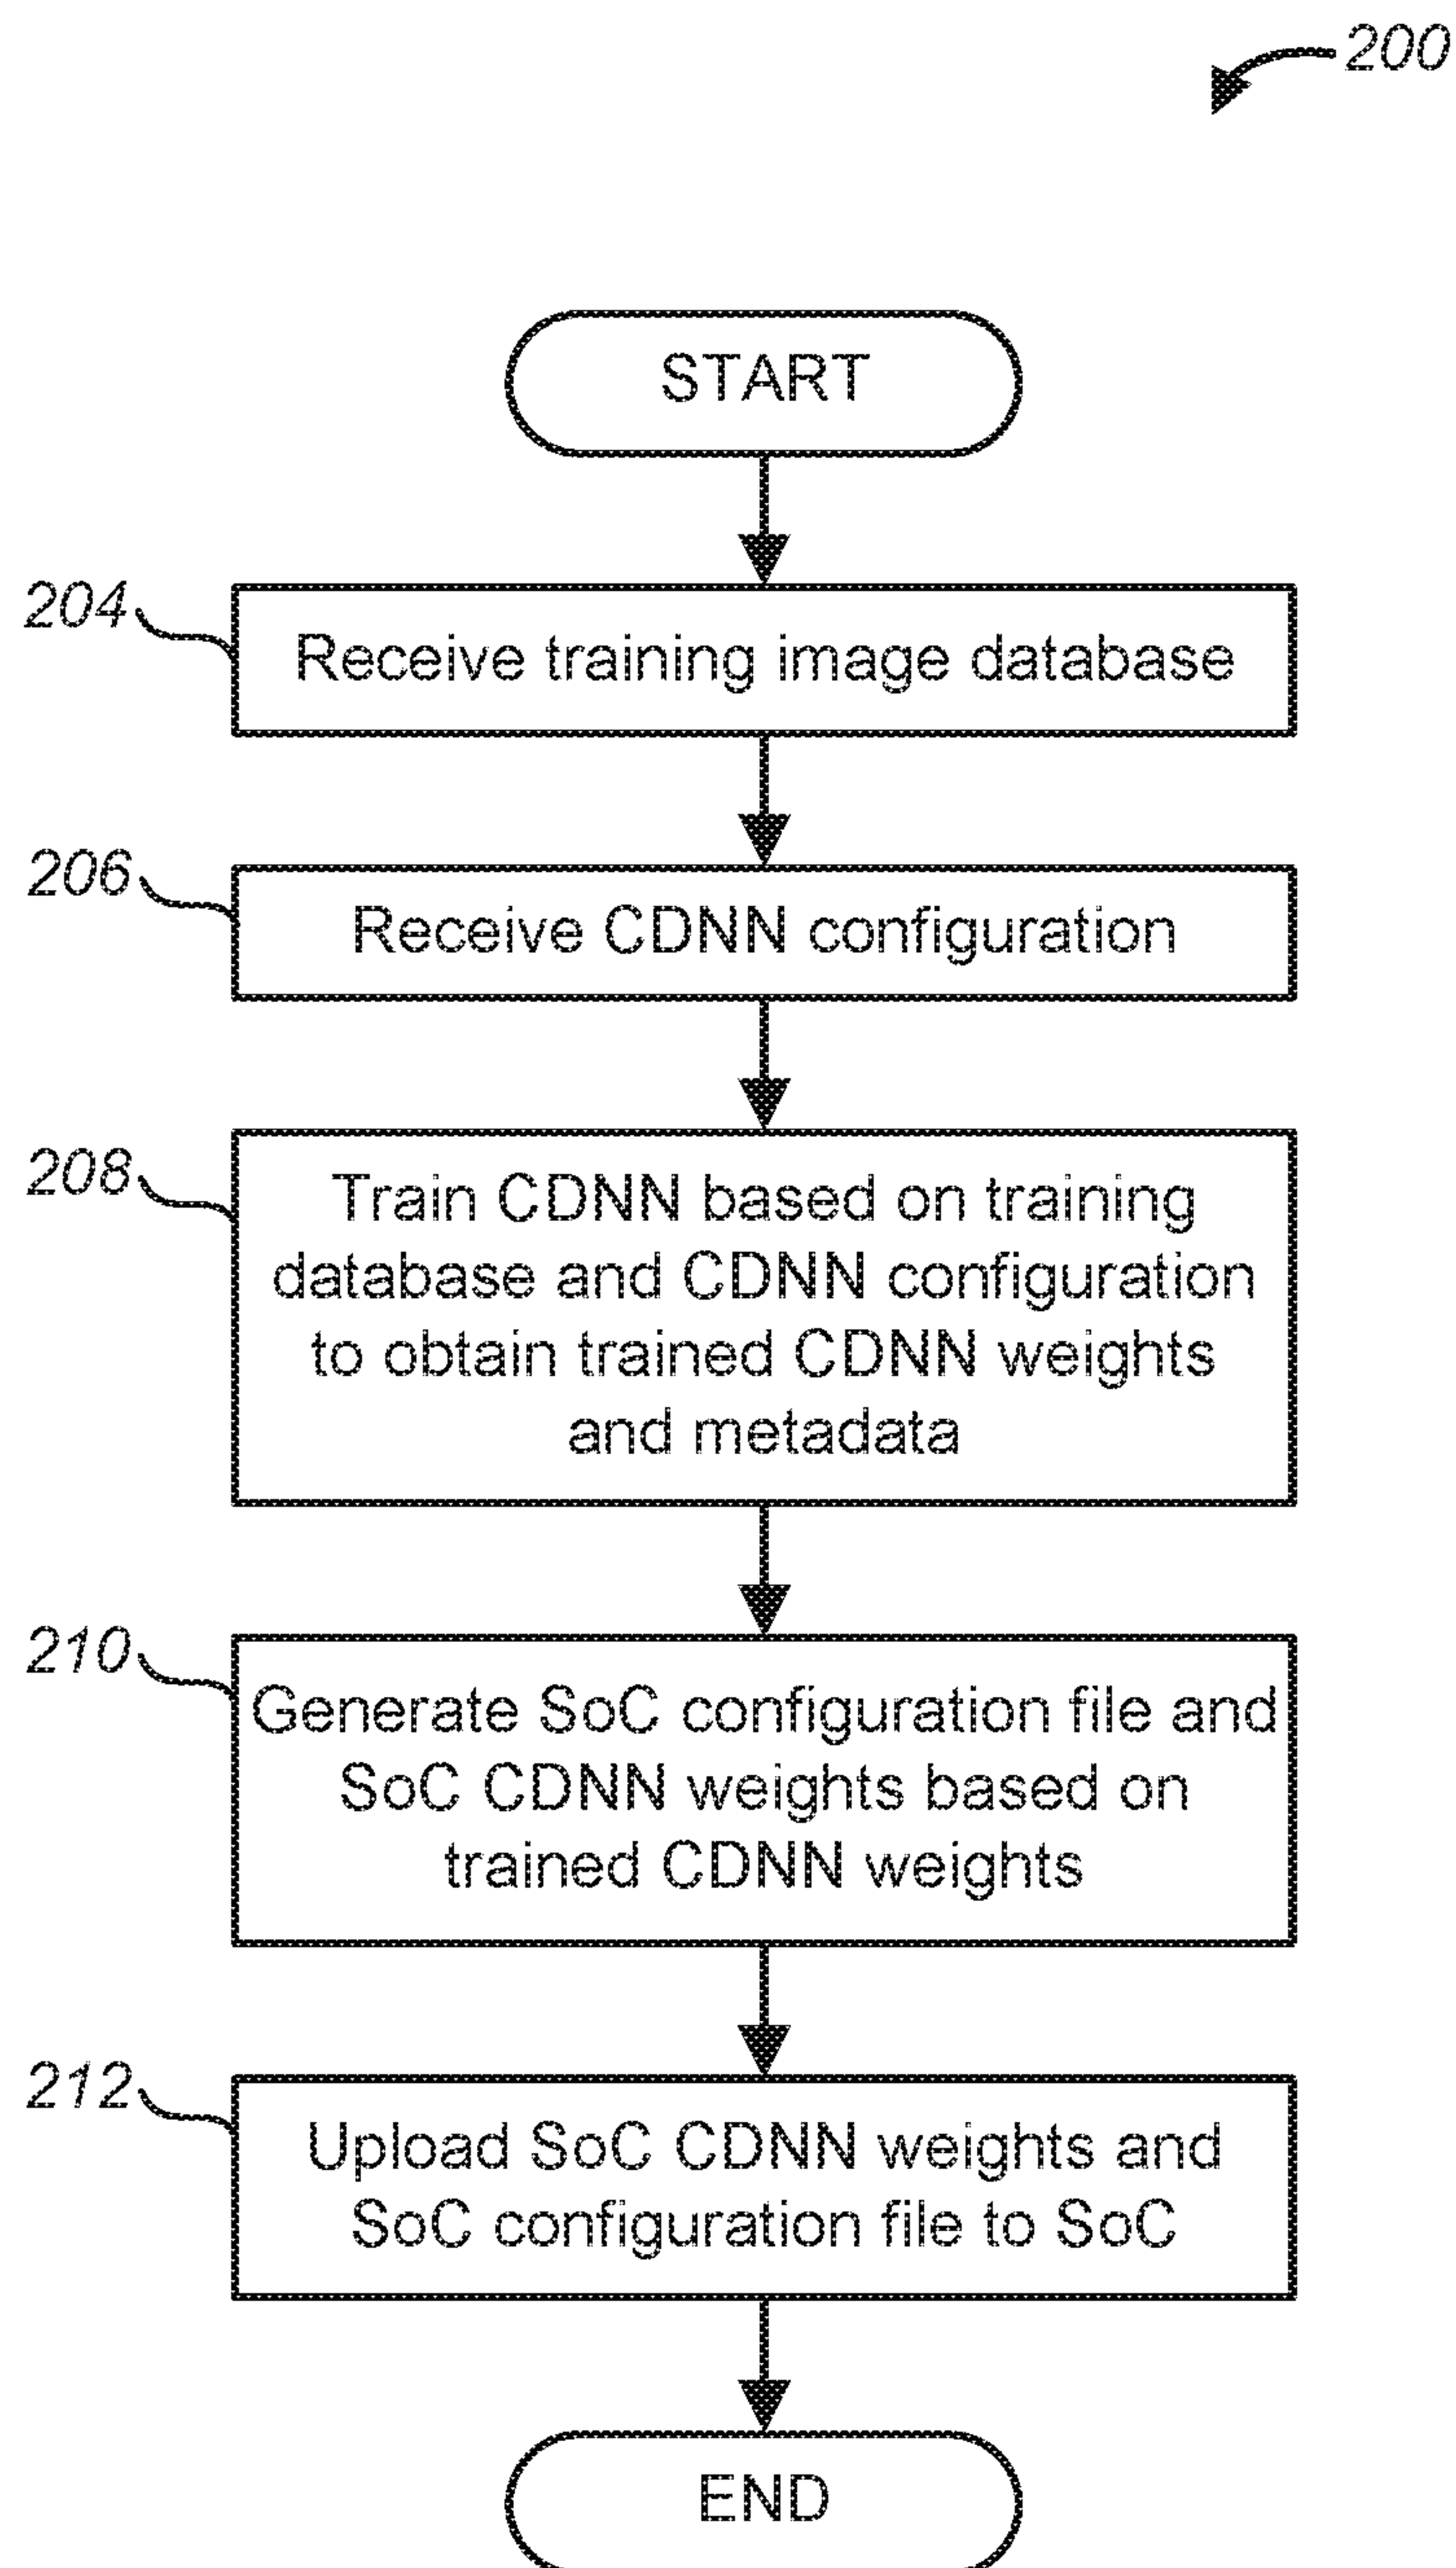 200
START
204
Receive training image database
206
Receive CDNN configuration
208
Train CDNN based on training
database and CDNN configuration
to obtain trained CDNN weights
and metadata
210
Generate SoC configuration file and
SoC CDNN weights based on
trained CDNN weights
212
Upload SoC CDNN weights and
SoC configuration file to SoC
END